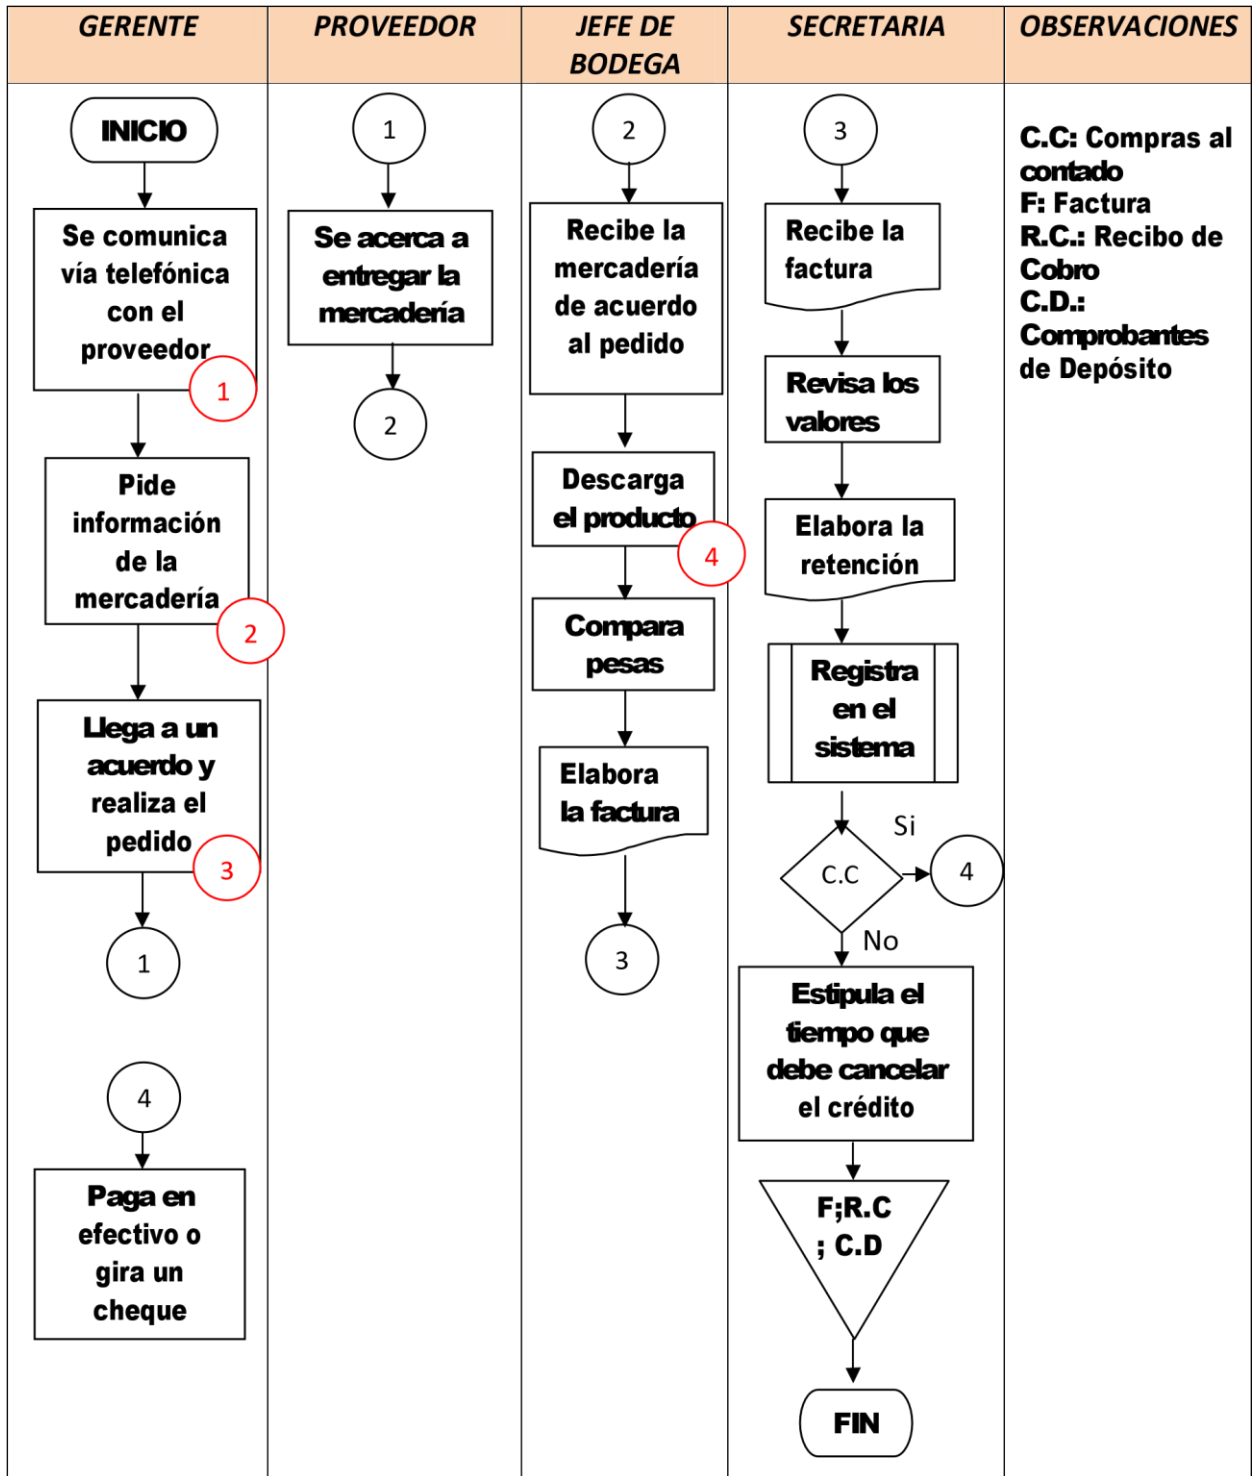 GERENTE
PROVEEDOR
JEFE DE
BODEGA
SECRETARIA
OBSERVACIONES
INICIO
Se comunica
vía telefónica
con el
proveedor
1
Pide
información
de la
mercadería
2
Llega a un
acuerdo y
realiza el
pedido
3
1
4
Paga en
efectivo o
gira un
cheque
1
Se acerca a
entregar la
mercadería
2
2
Recibe la
mercadería
de acuerdo
al pedido
Descarga
el producto
4
Compara
pesas
Elabora
la factura
3
3
Recibe la
factura
Revisa los
valores
Elabora la
retención
Registra
en el
sistema
Si
C.C
4
No
Estipula el
tiempo que
debe cancelar
el crédito
F;R.C
; C.D
FIN
C.C: Compras al
contado
F: Factura
R.C.: Recibo de
Cobro
C.D.:
Comprobantes
de Depósito